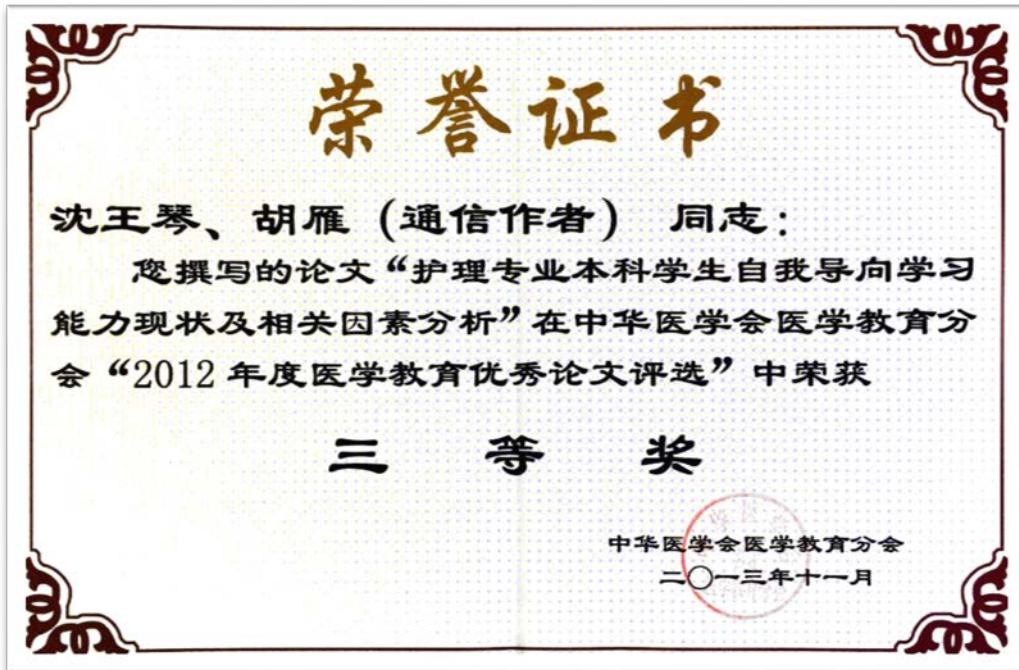 荣誉证书
沈王琴、胡雁（通信作者） 同志：
您撰写的论文“护理专业本科学生自我导向学习
能力现状及相关因素分析”在中华医学会医学教育分
会“2012 年度医学教育优秀论文评选”中荣获
三等奖
中华医学会医学教育分会
二〇一三年十一月